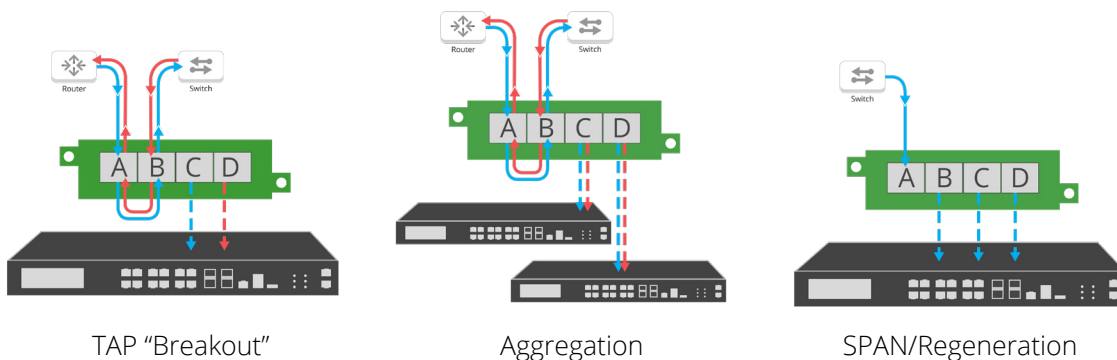 Router
Switch
A B C D
TAP “Breakout”
Router
Switch
A B C D
Aggregation
Switch
A B C D
SPAN/Regeneration